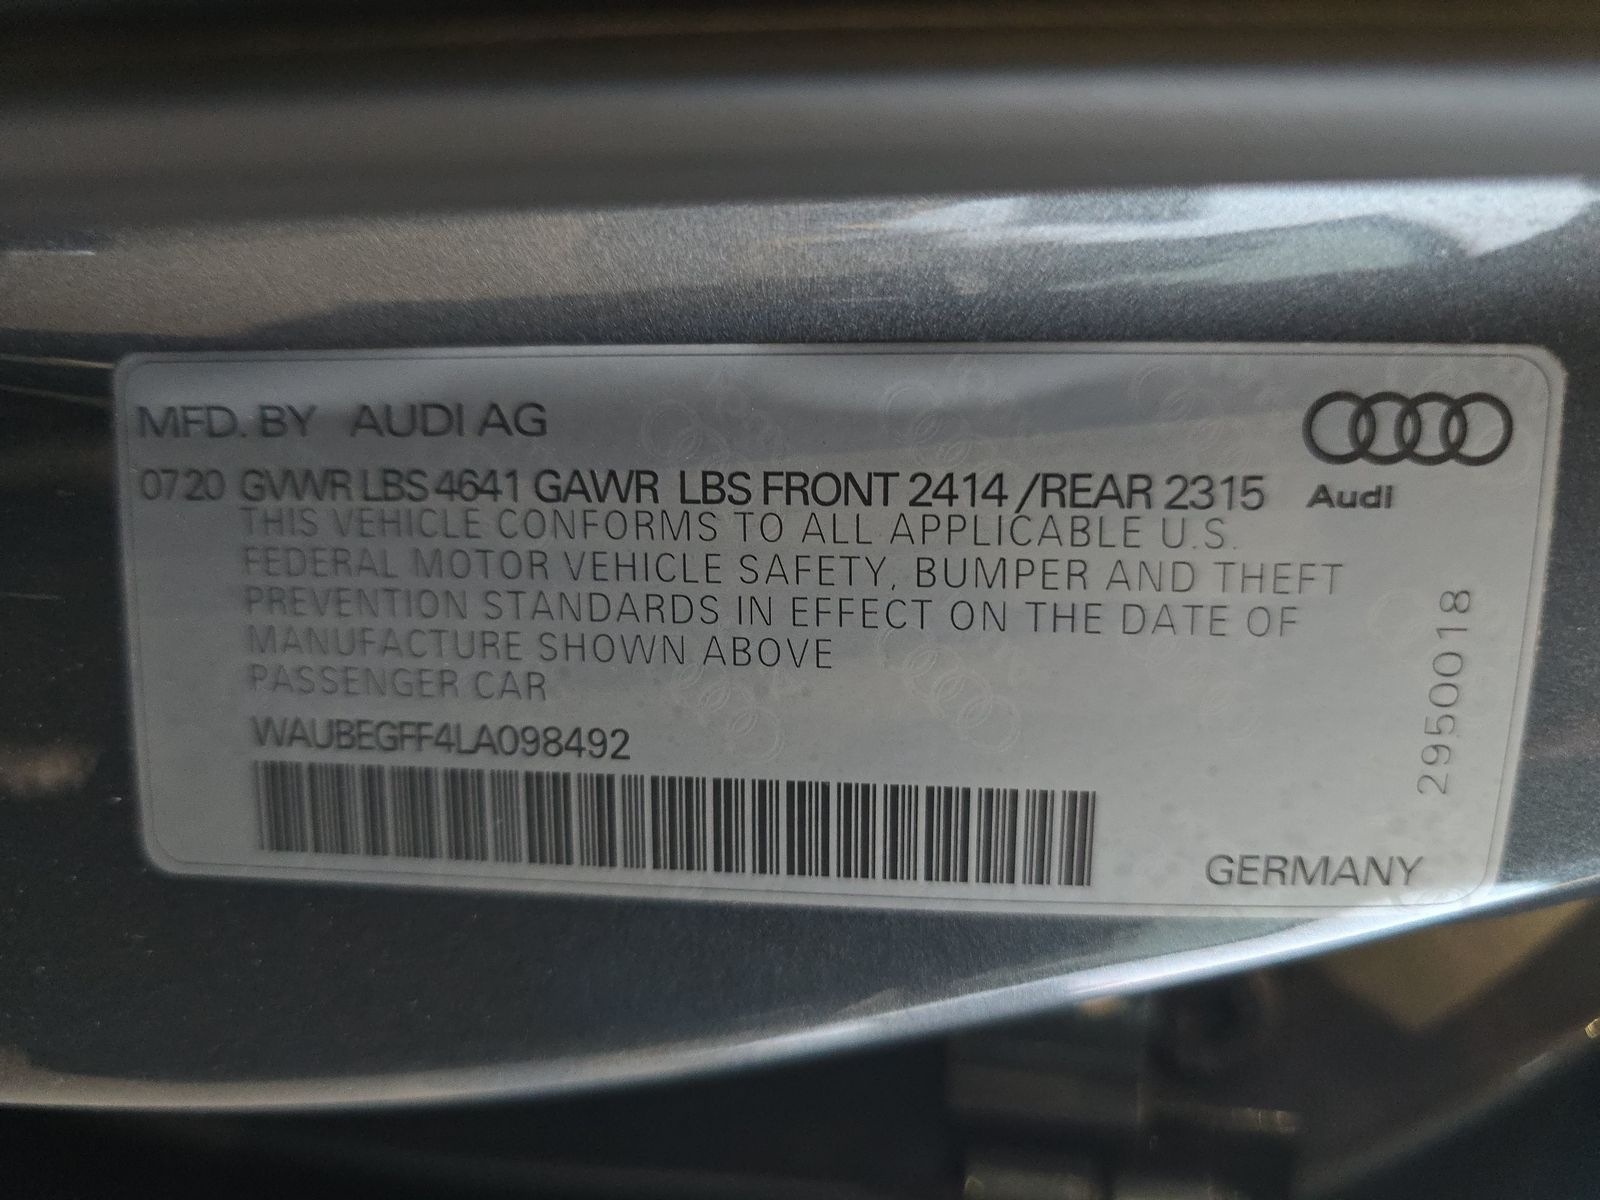 MFD. BY AUDI AG
0720 GVWR LBS 4641 GAWR LBS FRONT 2414 /REAR 2315
Audi
THIS VEHICLE CONFORMS TO ALL APPLICABLE U.S.
FEDERAL MOTOR VEHICLE SAFETY, BUMPER AND THEFT
PREVENTION STANDARDS IN EFFECT ON THE DATE OF
MANUFACTURE SHOWN ABOVE
PASSENGER CAR
WAUBEGFF4LA098492
2950018
GERMANY